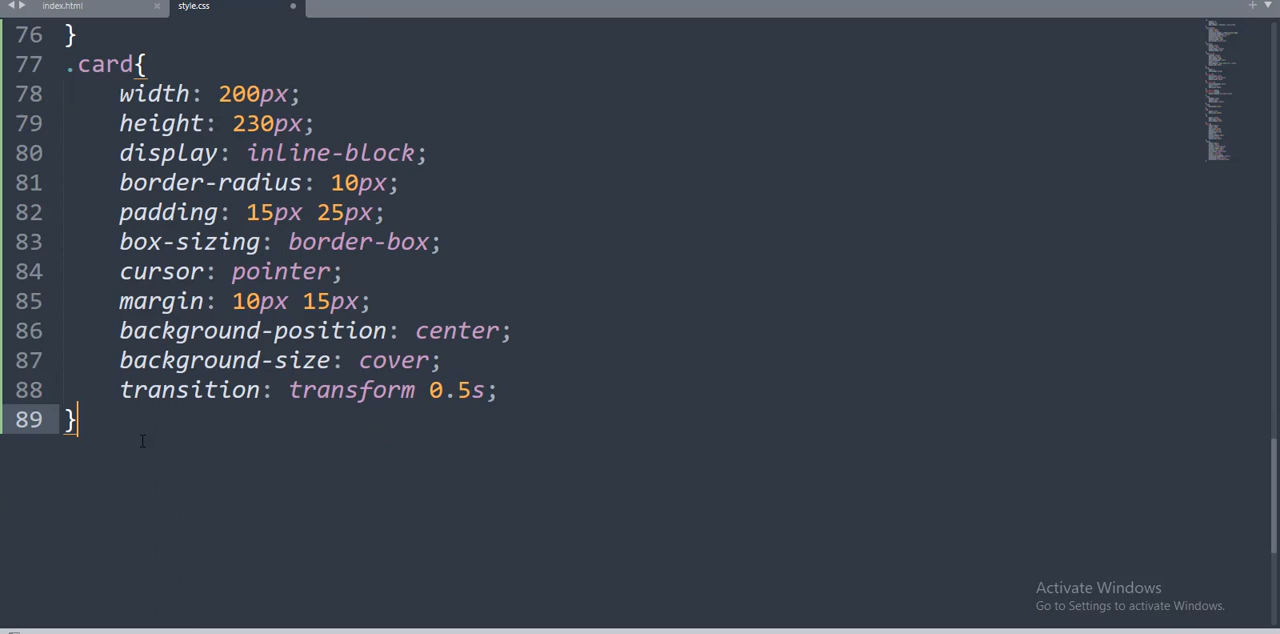 index.html
style.css
76 }
77 .card{
78 width: 200px;
79 height: 230px;
80 display: inline-block;
81 border-radius: 10px;
82 padding: 15px 25px;
83 box-sizing: border-box;
84 cursor: pointer;
85 margin: 10px 15px;
86 background-position: center;
87 background-size: cover;
88 transition: transform 0.5s;
89 }
Activate Windows
Go to Settings to activate Windows.